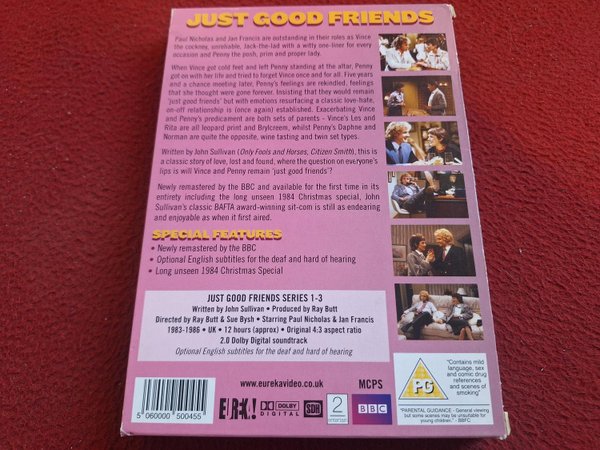 JUST GOOD FRIENDS
Paul Nicholas and Jan Francis are outstanding in their roles as Vince
the cockney, unreliable, Jack-the-lad with a witty one-liner for every
occasion and Penny the posh, prim and proper lady.
When Vince got cold feet and left Penny standing at the altar, Penny
got on with her life and tried to forget Vince once and for all. Five years
and a chance meeting later, Penny's feelings are rekindled, feelings
that she thought were gone forever. Insisting that they would remain
'just good friends' but with emotions resurfacing a classic love-hate,
on-off relationship is (once again) established. Exacerbating Vince
and Penny's predicament are both sets of parents - Vince's Les and
Rita are all leopard print and Brylcreem, whilst Penny's Daphne and
Norman are quite the opposite, wine tasting and twin set types.
Written by John Sullivan (Only Fools and Horses, Citizen Smith), this is
a classic story of love, lost and found, where the question on everyone's
lips is will Vince and Penny remain 'just good friends'?
Newly remastered by the BBC and available for the first time in its
entirety including the long unseen 1984 Christmas special, John
Sullivan's classic BAFTA award-winning sit-com is still as endearing
and enjoyable as when it first aired.
SPECIAL FEATURES
• Newly remastered by the BBC
• Optional English subtitles for the deaf and hard of hearing
• Long unseen 1984 Christmas Special
JUST GOOD FRIENDS SERIES 1-3
Written by John Sullivan • Produced by Ray Butt
Directed by Ray Butt & Sue Bysh • Starring Paul Nicholas & Jan Francis
1983-1986 • UK • 12 hours (approx) • Original 4:3 aspect ratio
2.0 Dolby Digital soundtrack
Optional English subtitles for the deaf and hard of hearing
www.eurekavideo.co.uk
MCPS
5 060000 500455
EUREKA!
DOLBY
DIGITAL
SDH
2
entertain
BBC
PG
"Contains mild
language, sex
and comic drug
references and
scenes of
smoking"
"PARENTAL GUIDANCE - General viewing
but some scenes may be unsuitable for
young children." - BBFC